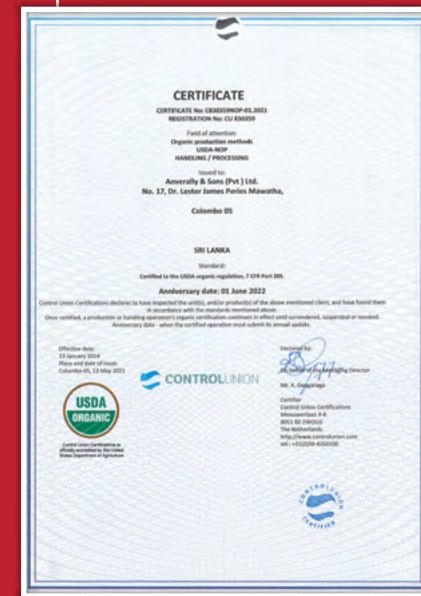 CERTIFICATE
CERTIFICATE No: C830359NOP-01.2021
REGISTRATION No: CU 830359
Field of attention:
Organic production methods
USDA-NOP
HANDLING / PROCESSING
Issued to:
Anverally & Sons (Pvt ) Ltd.
No. 17, Dr. Lester James Peries Mawatha,
Colombo 05
SRI LANKA
Standard:
Certified to the USDA organic regulation, 7 CFR Part 205.
Anniversary date: 01 June 2022
Control Union Certifications declares to have inspected the unit(s), and/or product(s) of the above mentioned client, and have found them
in accordance with the standards mentioned above.
Once certified, a production or handling operation's organic certification continues in effect until surrendered, suspended or revoked.
Anniversary date - when the certified operation must submit its annual update.
Effective date:
23 January 2014
Place and date of issue:
Colombo-05, 12 May 2021
USDA
ORGANIC
Control Union Certifications is
officially accredited by the United
States Department of Agriculture
CONTROLUNION
Declared by:
On behalf of the Managing Director
Mr. K.
Certifier
Control Union Certifications
Meeuwenlaan 4-6
8011 BZ ZWOLLE
The Netherlands
http://www.controlunion.com
CONTROLUNION
CERTIFIED